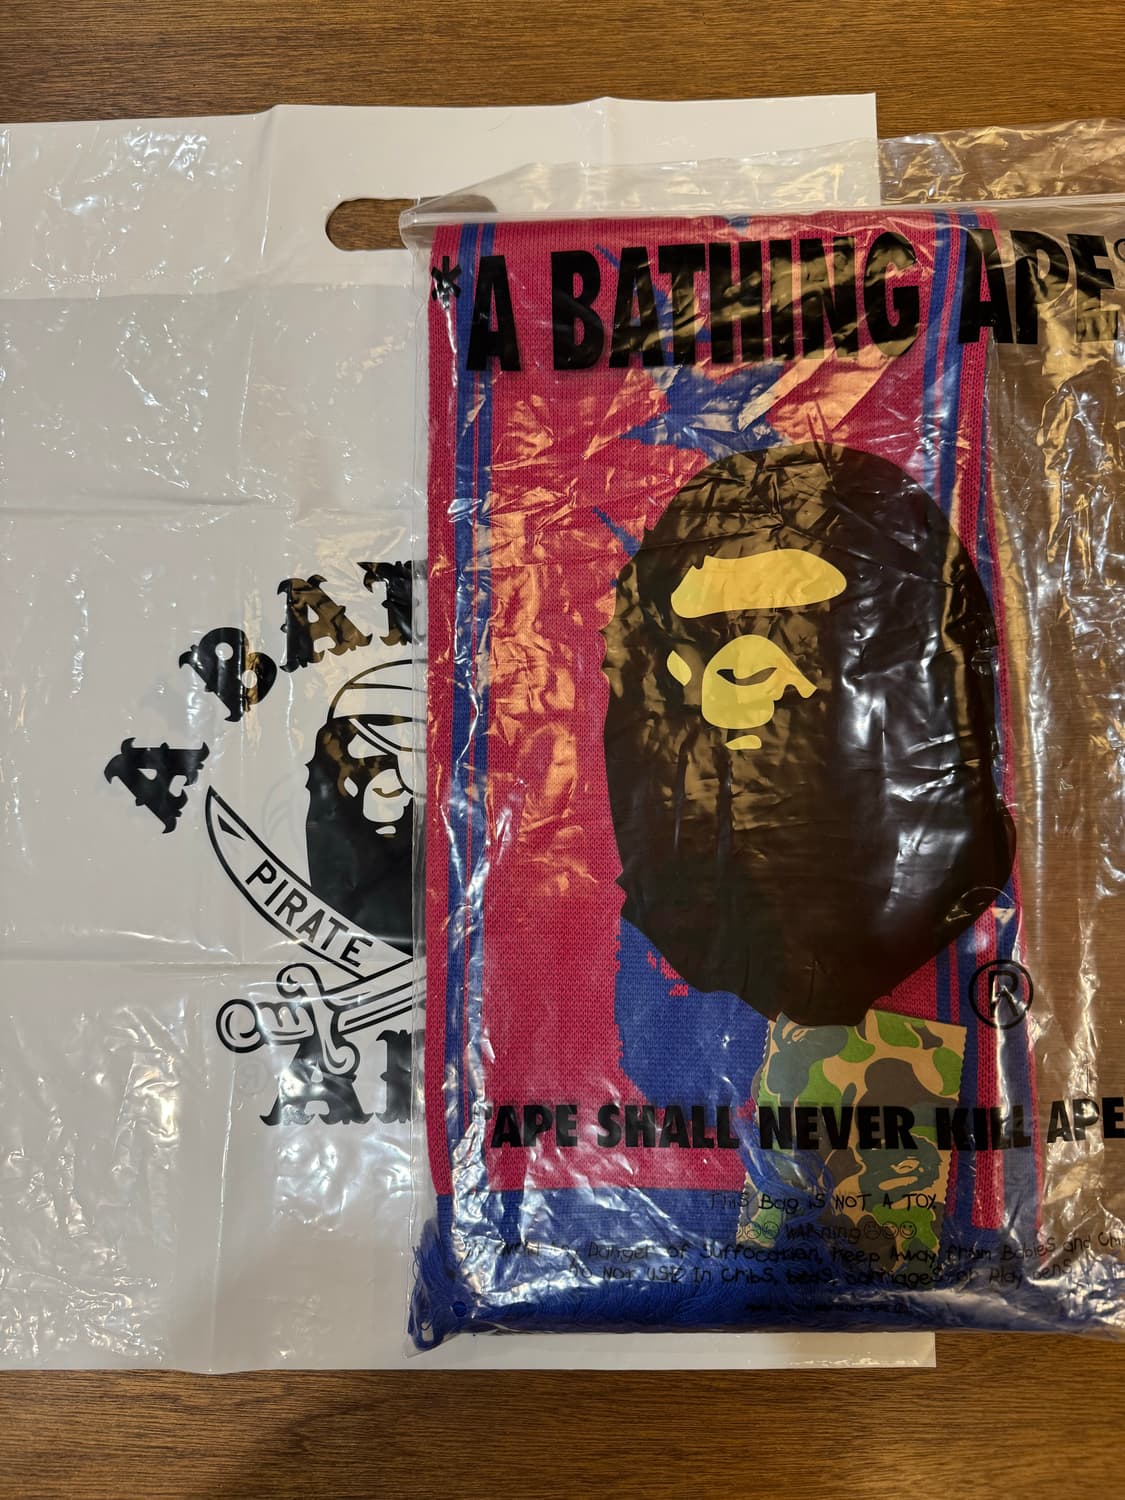 *A BATHING APE®
A BA
PIRATE
A
®
"APE SHALL NEVER KILL APE
THiS Bag iS NOT A TOY
WARning
Danger of Suffocation, Keep Away From Babies and
DO NOT USE In Cribs, beds, carriages or Play Pens